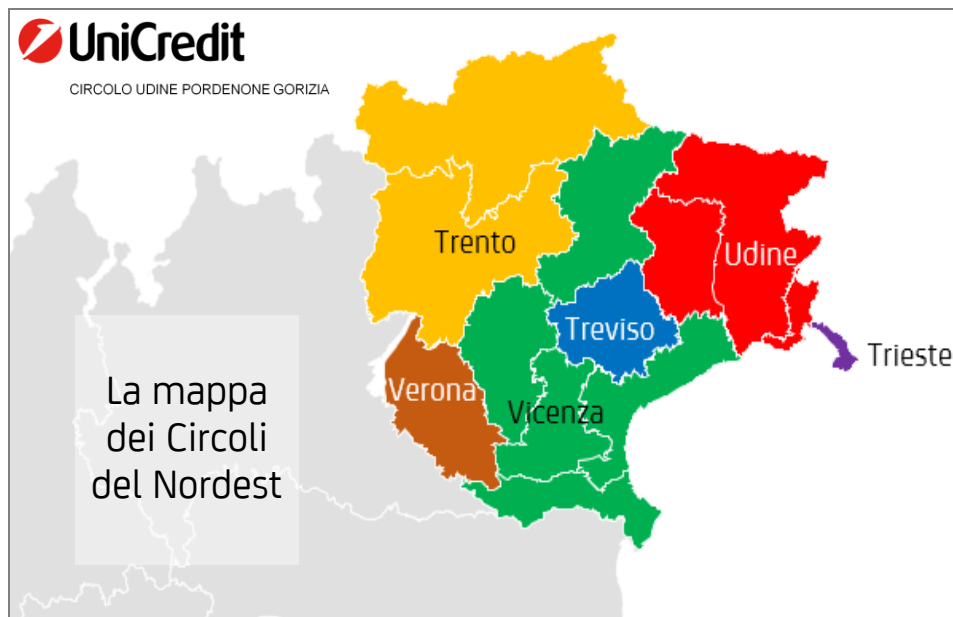 UniCredit
CIRCOLO UDINE PORDENONE GORIZIA
Trento
Udine
Treviso
Trieste
Verona
Vicenza
La mappa
dei Circoli
del Nordest